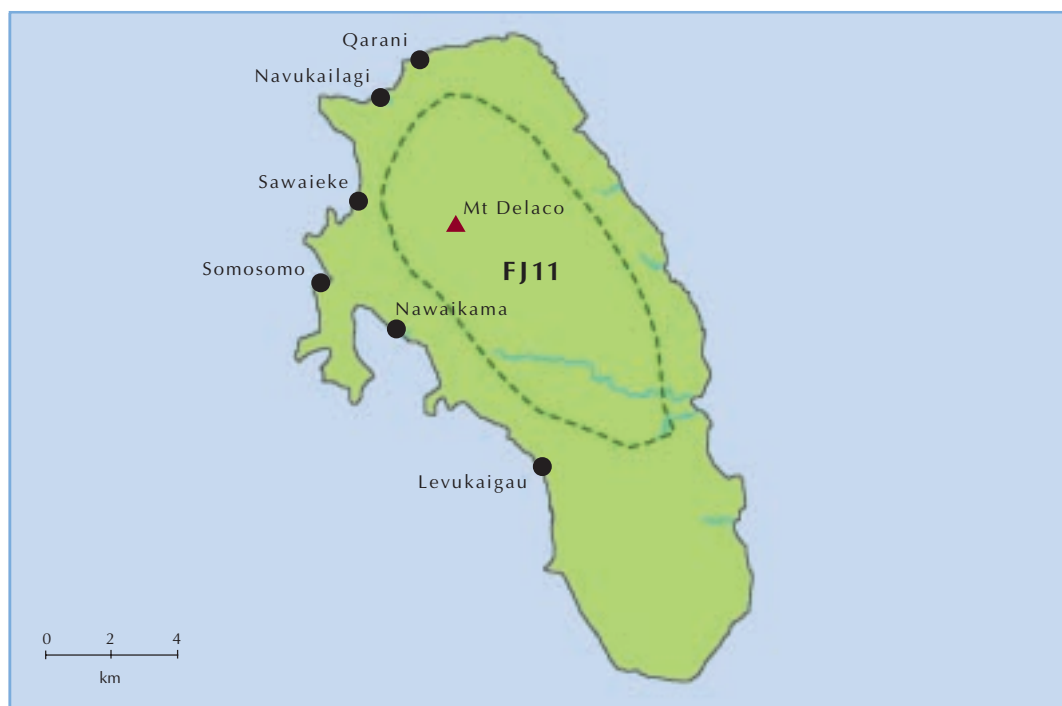 Qarani
Navukailagi
Sawaieke
Mt Delaco
FJ11
Somosomo
Nawaikama
Levukaigau
0 2 4
km